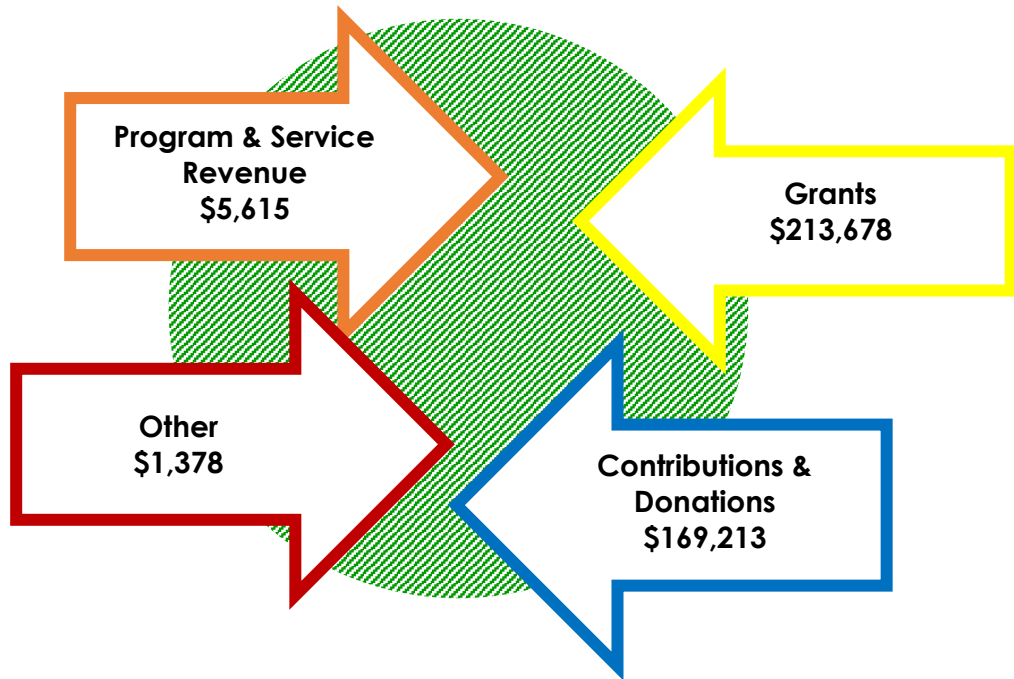 Program & Service
Revenue
$5,615
Grants
$213,678
Other
$1,378
Contributions &
Donations
$169,213